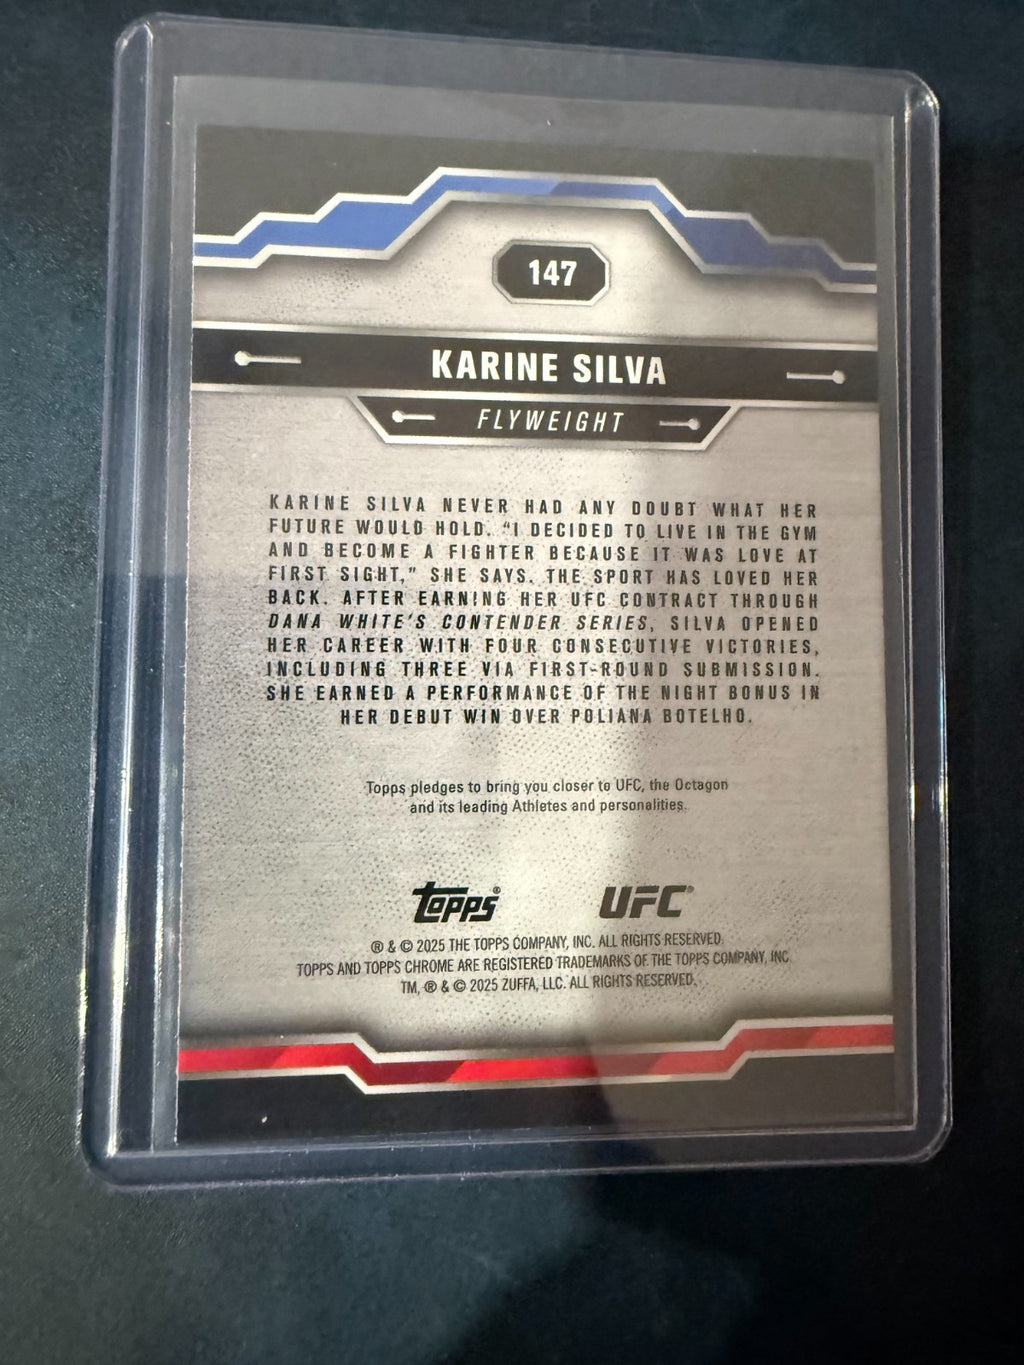 147
KARINE SILVA
FLYWEIGHT
KARINE SILVA NEVER HAD ANY DOUBT WHAT HER
FUTURE WOULD HOLD. "I DECIDED TO LIVE IN THE GYM
AND BECOME A FIGHTER BECAUSE IT WAS LOVE AT
FIRST SIGHT," SHE SAYS. THE SPORT HAS LOVED HER
BACK. AFTER EARNING HER UFC CONTRACT THROUGH
DANA WHITE'S CONTENDER SERIES, SILVA OPENED
HER CAREER WITH FOUR CONSECUTIVE VICTORIES,
INCLUDING THREE VIA FIRST-ROUND SUBMISSION.
SHE EARNED A PERFORMANCE OF THE NIGHT BONUS IN
HER DEBUT WIN OVER POLIANA BOTELHO.
Topps pledges to bring you closer to UFC, the Octagon
and its leading Athletes and personalities.
Topps® UFC®
® & © 2025 THE TOPPS COMPANY, INC. ALL RIGHTS RESERVED.
TOPPS AND TOPPS CHROME ARE REGISTERED TRADEMARKS OF THE TOPPS COMPANY, INC.
TM, ® & © 2025 ZUFFA, LLC. ALL RIGHTS RESERVED.